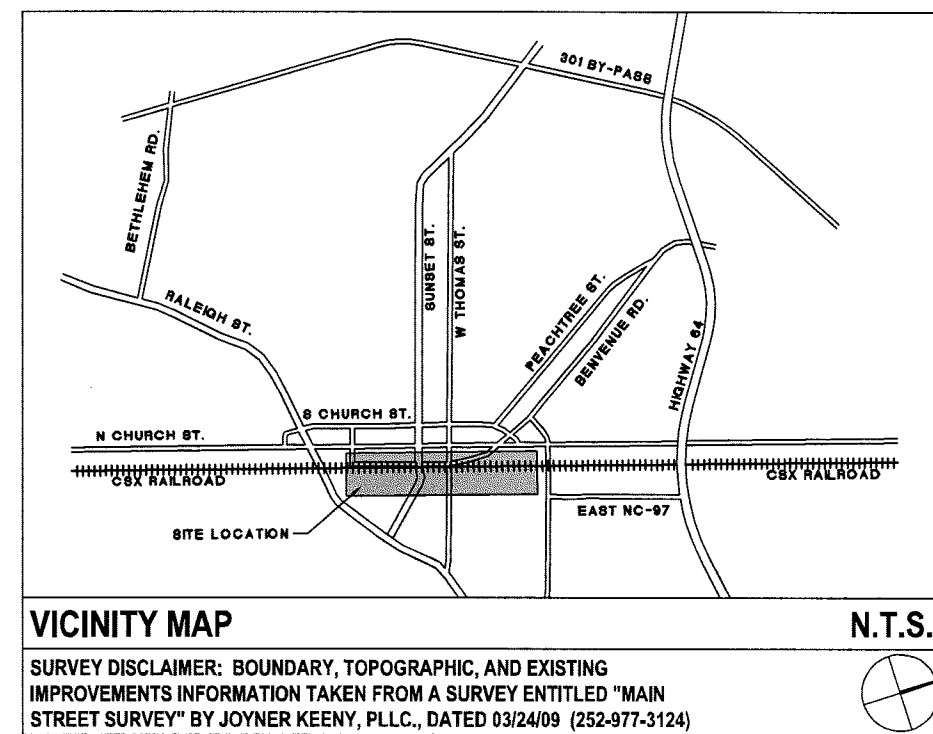 301 BY-PASS
BETHLEHEM RD.
SUNSET ST.
W THOMAS ST.
RALEIGH ST.
PEACHTREE ST.
BENVENUE RD.
HIGHWAY 64
S CHURCH ST.
N CHURCH ST.
CSX RAILROAD
CSX RAILROAD
EAST NC-97
SITE LOCATION
VICINITY MAP
N.T.S.
SURVEY DISCLAIMER: BOUNDARY, TOPOGRAPHIC, AND EXISTING
IMPROVEMENTS INFORMATION TAKEN FROM A SURVEY ENTITLED "MAIN
STREET SURVEY" BY JOYNER KEENY, PLLC., DATED 03/24/09 (252-977-3124)